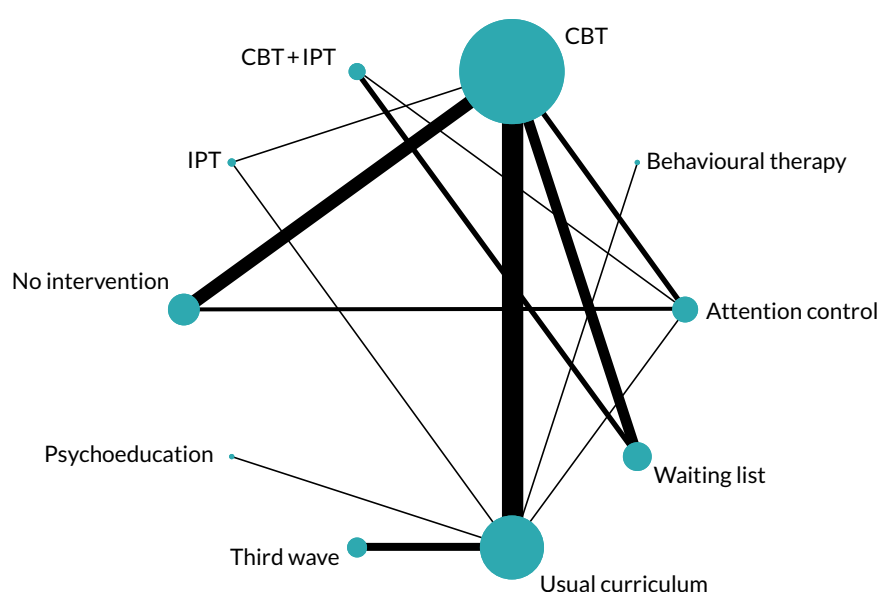 CBT
CBT + IPT
IPT
Behavioural therapy
No intervention
Attention control
Psychoeducation
Waiting list
Third wave
Usual curriculum